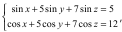 sin x + 5 sin y + 7 sin z = 5
cos x + 5 cos y + 7 cos z = 12 ,